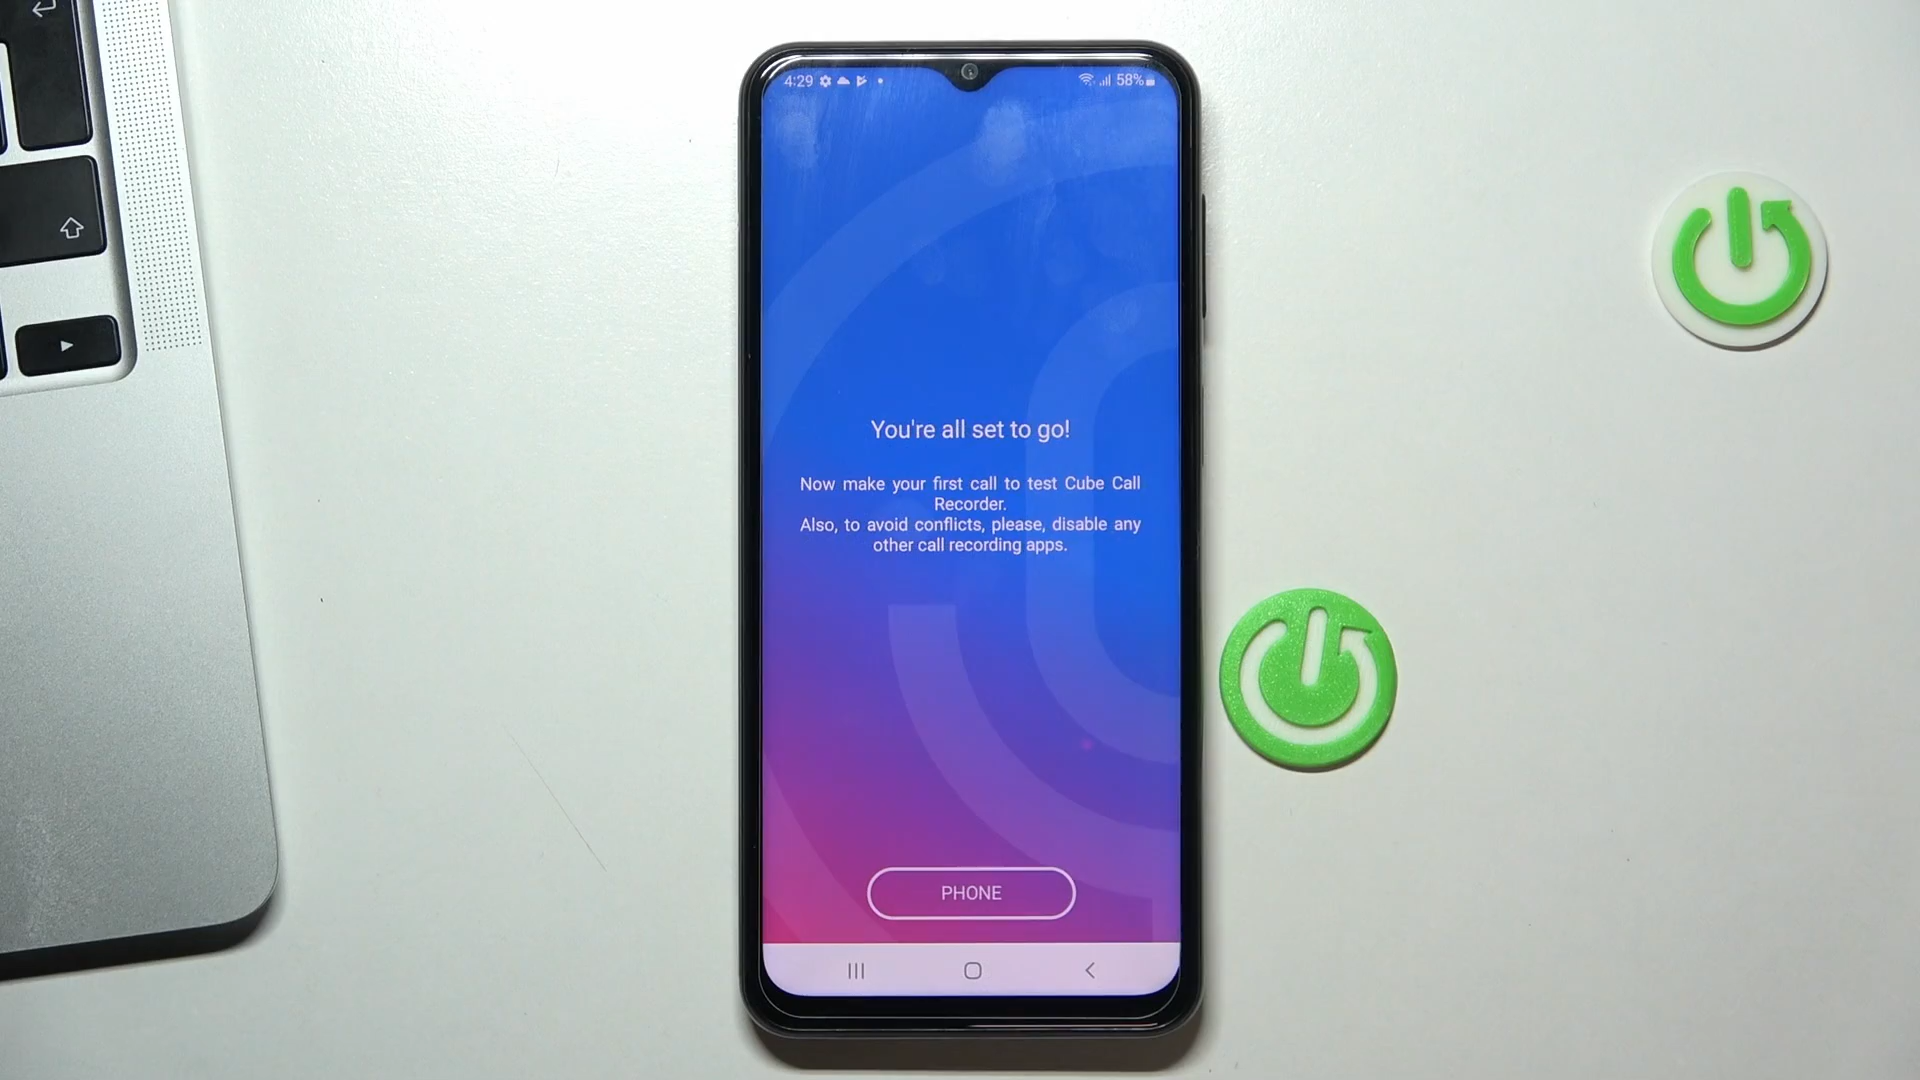 4:29
58%
You're all set to go!
Now make your first call to test Cube Call
Recorder.
Also, to avoid conflicts, please, disable any
other call recording apps.
PHONE